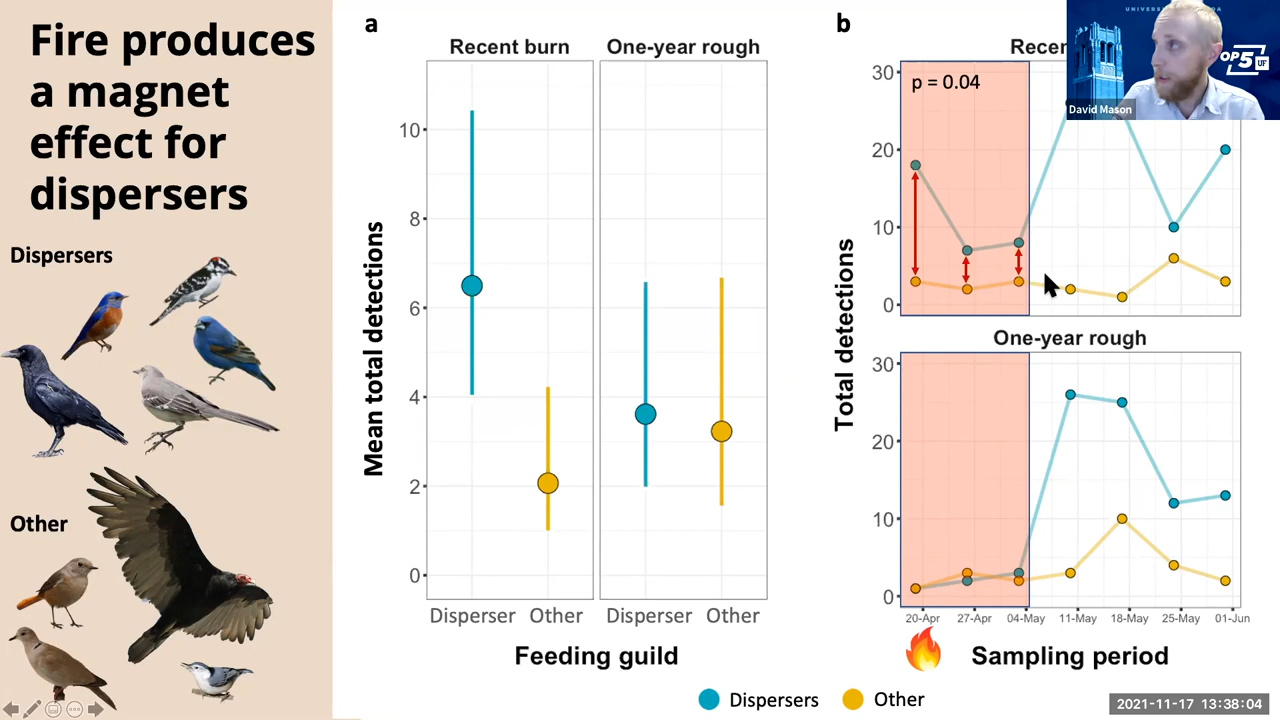 Fire produces
a magnet
effect for
dispersers
Dispersers
Other
a
Recent burn
One-year rough
Mean total detections
10
8
6
4
2
0
Disperser
Other
Disperser
Other
Feeding guild
b
Recen
p = 0.04
Total detections
30
20
10
0
One-year rough
30
20
10
0
20-Apr
27-Apr
04-May
11-May
18-May
25-May
01-Jun
Sampling period
Dispersers
Other
OP5 UF
David Mason
2021-11-17 13:38:04